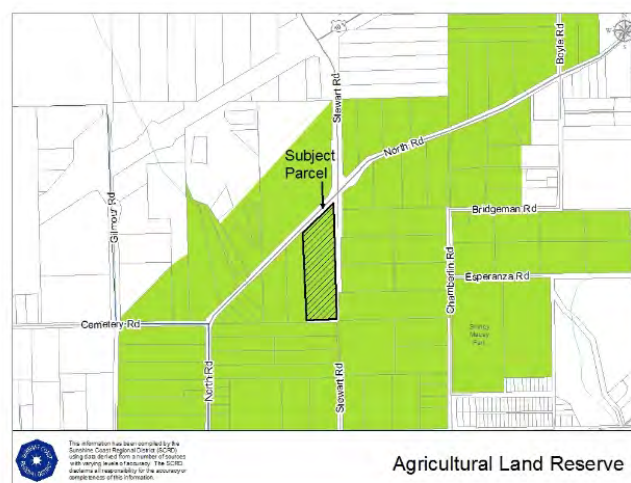 Stewart Rd
Boyle Rd
North Rd
Subject
Parcel
Gilmour Rd
Bridgeman Rd
Chamberlin Rd
Esperanza Rd
Cemetery Rd
North Rd
Stewart Rd
This information has been compiled by the
Sunshine Coast Regional District (SCRD)
using data derived from a number of sources
with varying levels of accuracy. The SCRD
disclaims all responsibility for the accuracy or
completeness of this information.
Agricultural Land Reserve